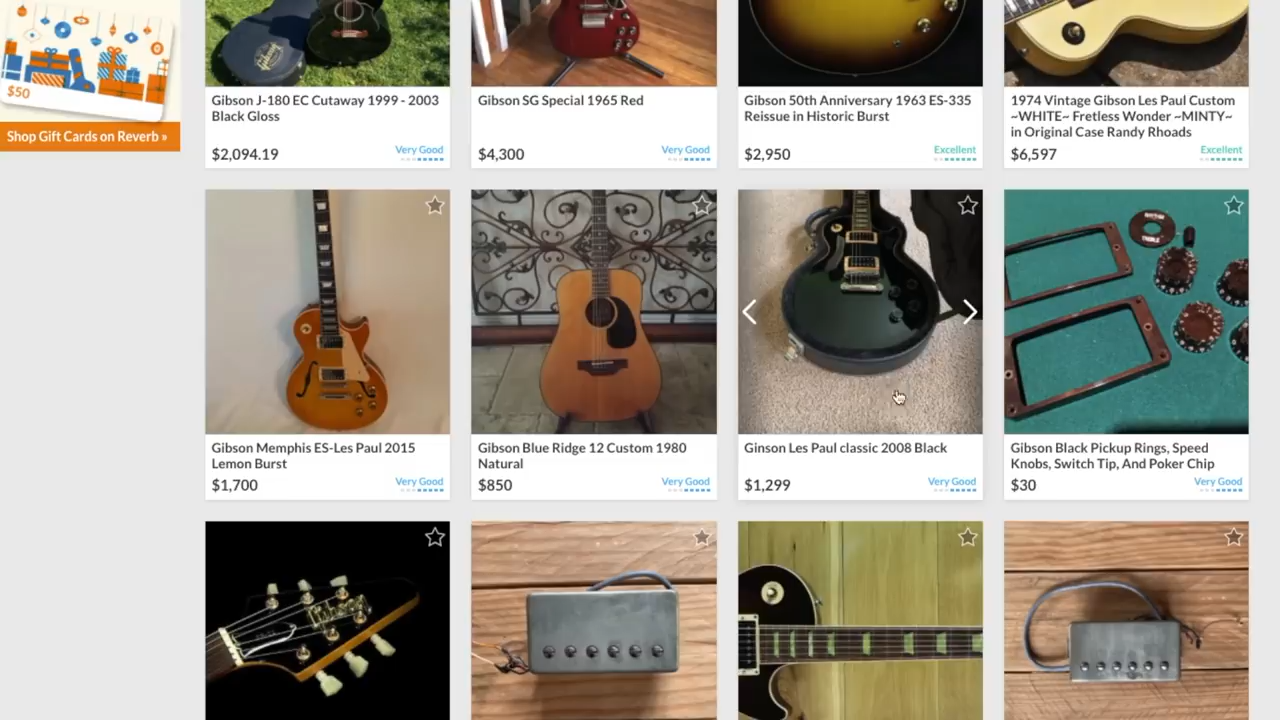 $50
Shop Gift Cards on Reverb »
Gibson J-180 EC Cutaway 1999 - 2003
Black Gloss
$2,094.19
Very Good
Gibson SG Special 1965 Red
$4,300
Very Good
Gibson 50th Anniversary 1963 ES-335
Reissue in Historic Burst
$2,950
Excellent
1974 Vintage Gibson Les Paul Custom
~WHITE~ Fretless Wonder ~MINTY~
in Original Case Randy Rhoads
$6,597
Excellent
Gibson Memphis ES-Les Paul 2015
Lemon Burst
$1,700
Very Good
Gibson Blue Ridge 12 Custom 1980
Natural
$850
Very Good
Ginson Les Paul classic 2008 Black
$1,299
Very Good
RHYTHM
TREBLE
Gibson Black Pickup Rings, Speed
Knobs, Switch Tip, And Poker Chip
$30
Very Good